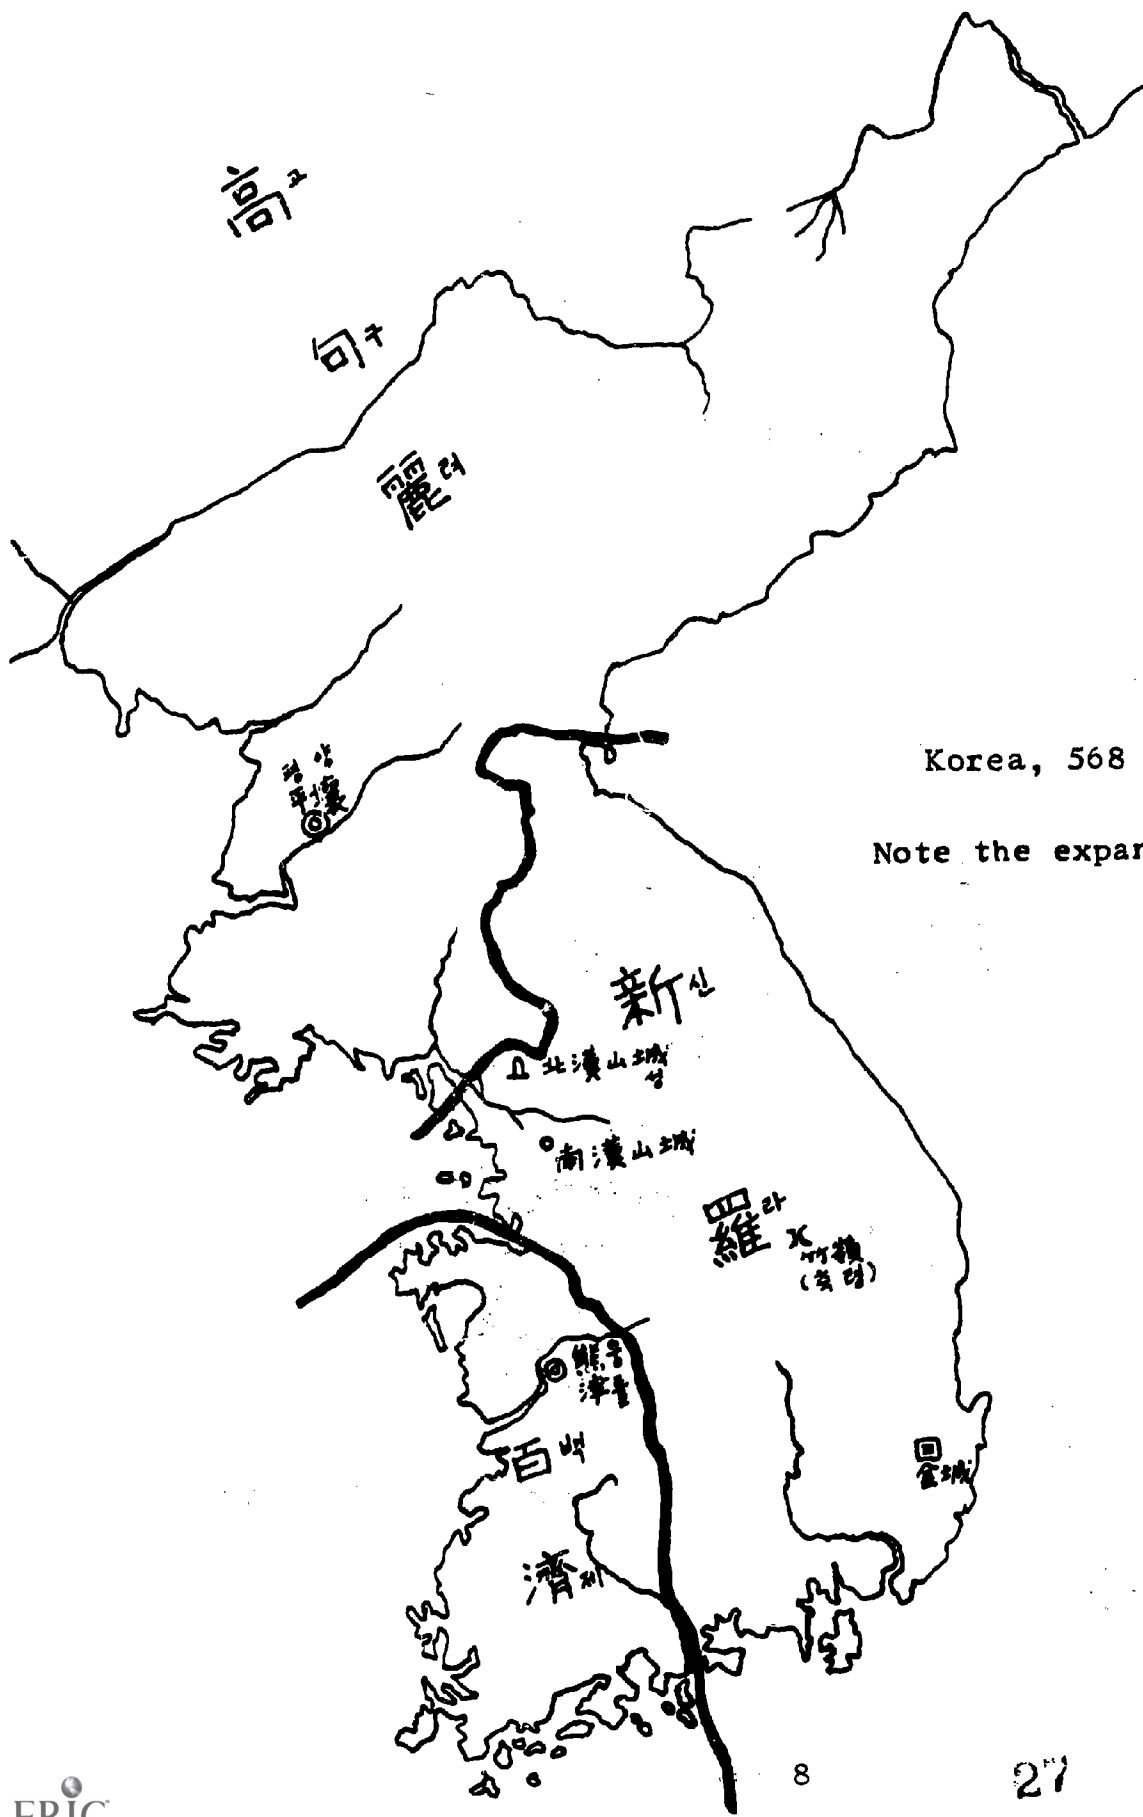 高 고
句 구
麗 려
평양
平壤
Korea, 568
Note the expan
新 신
北漢山城
성
南漢山城
羅 라
竹嶺
(죽령)
熊 웅
津
百 백
金城
濟 제
8
27
ERIC